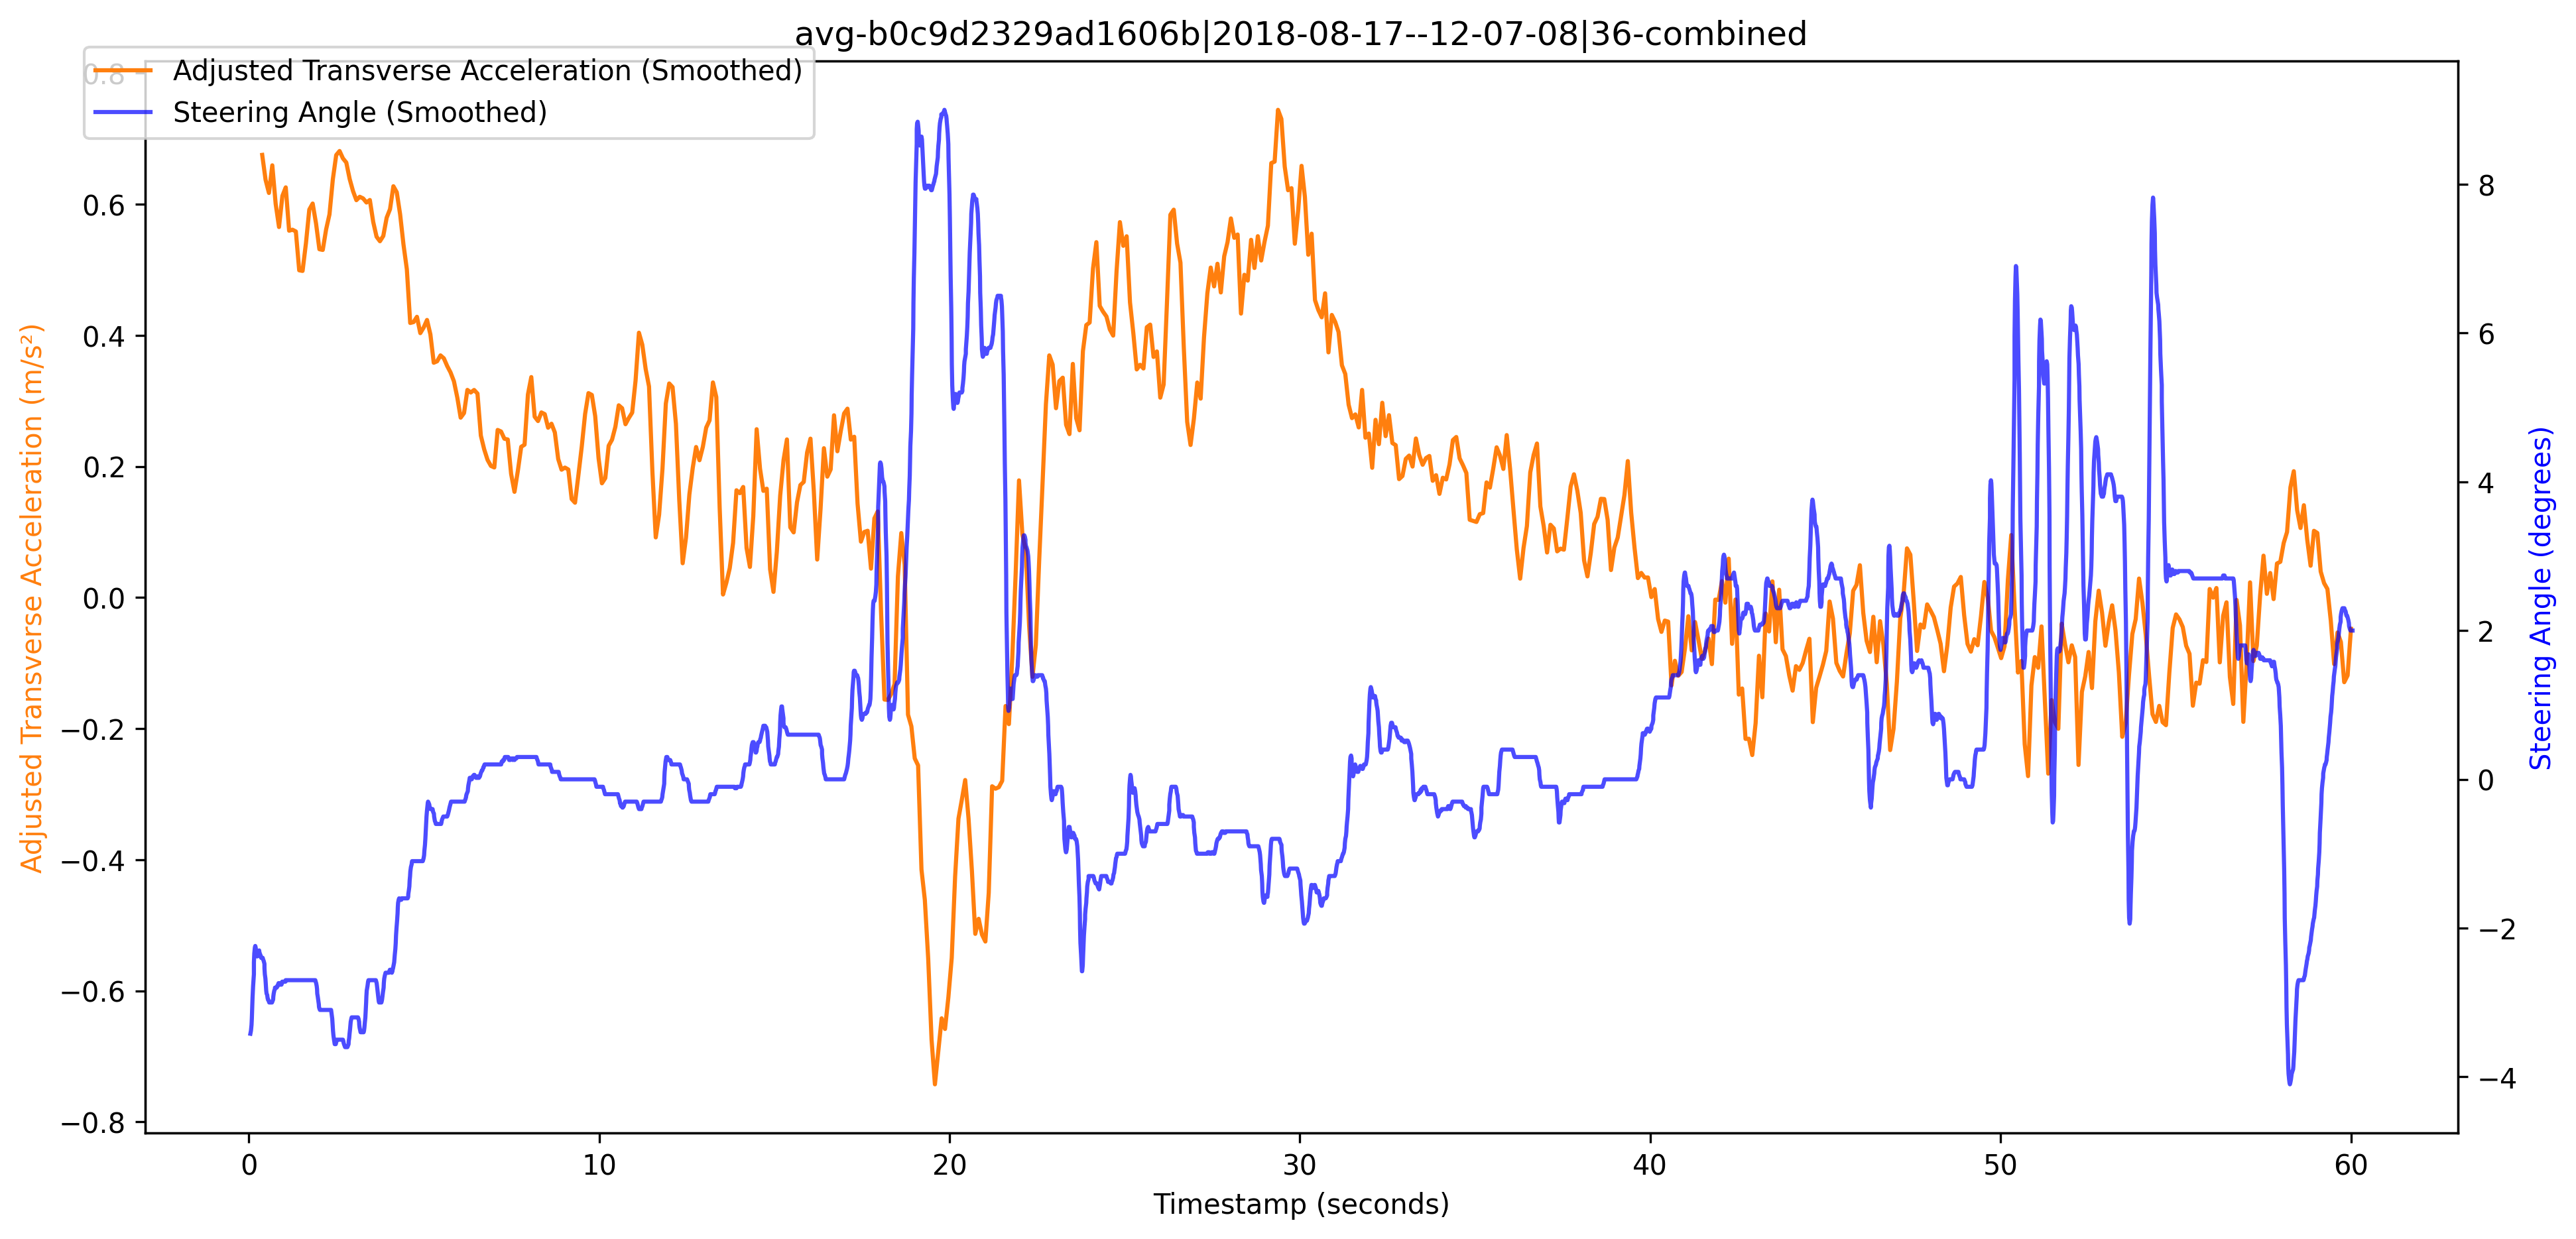 avg-b0c9d2329ad1606b|2018-08-17--12-07-08|36-combined
Adjusted Transverse Acceleration (Smoothed)
Steering Angle (Smoothed)
0.8
0.6
0.4
0.2
0.0
−0.2
−0.4
−0.6
−0.8
Adjusted Transverse Acceleration (m/s²)
8
6
4
2
0
−2
−4
Steering Angle (degrees)
0 10 20 30 40 50 60
Timestamp (seconds)